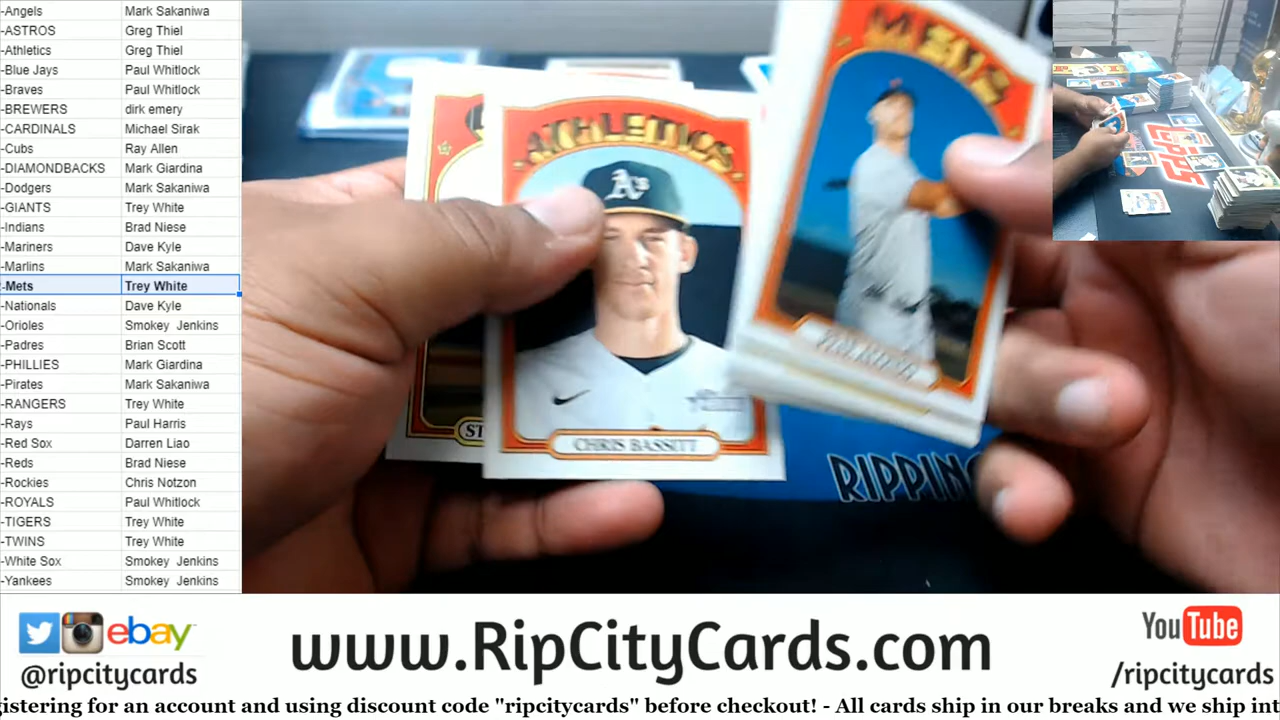 -Angels Mark Sakaniwa
-ASTROS Greg Thiel
-Athletics Greg Thiel
-Blue Jays Paul Whitlock
-Braves Paul Whitlock
-BREWERS dirk emery
-CARDINALS Michael Sirak
-Cubs Ray Allen
-DIAMONDBACKS Mark Giardina
-Dodgers Mark Sakaniwa
-GIANTS Trey White
-Indians Brad Niese
-Mariners Dave Kyle
-Marlins Mark Sakaniwa
-Mets Trey White
-Nationals Dave Kyle
-Orioles Smokey Jenkins
-Padres Brian Scott
-PHILLIES Mark Giardina
-Pirates Mark Sakaniwa
-RANGERS Trey White
-Rays Paul Harris
-Red Sox Darren Liao
-Reds Brad Niese
-Rockies Chris Notzon
-ROYALS Paul Whitlock
-TIGERS Trey White
-TWINS Trey White
-White Sox Smokey Jenkins
-Yankees Smokey Jenkins
METS
ATHLETICS
A's
CHRIS BASSITT
ST
RIPPING
TOPPS
ebay
@ripcitycards
www.RipCityCards.com
YouTube
/ripcitycards
gistering for an account and using discount code "ripcitycards" before checkout! - All cards ship in our breaks and we ship int